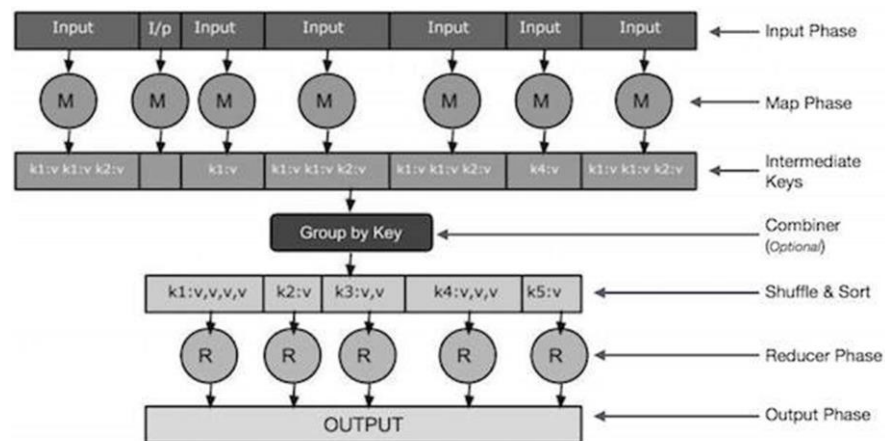 Input I/p Input Input Input Input Input Input Phase
M M M M M M M Map Phase
k1:v k1:v k2:v k1:v k1:v k1:v k2:v k1:v k1:v k2:v k4:v k1:v k1:v k2:v Intermediate
Keys
Group by Key Combiner
(Optional)
k1:v,v,v,v k2:v k3:v,v k4:v,v,v k5:v Shuffle & Sort
R R R R R Reducer Phase
OUTPUT Output Phase